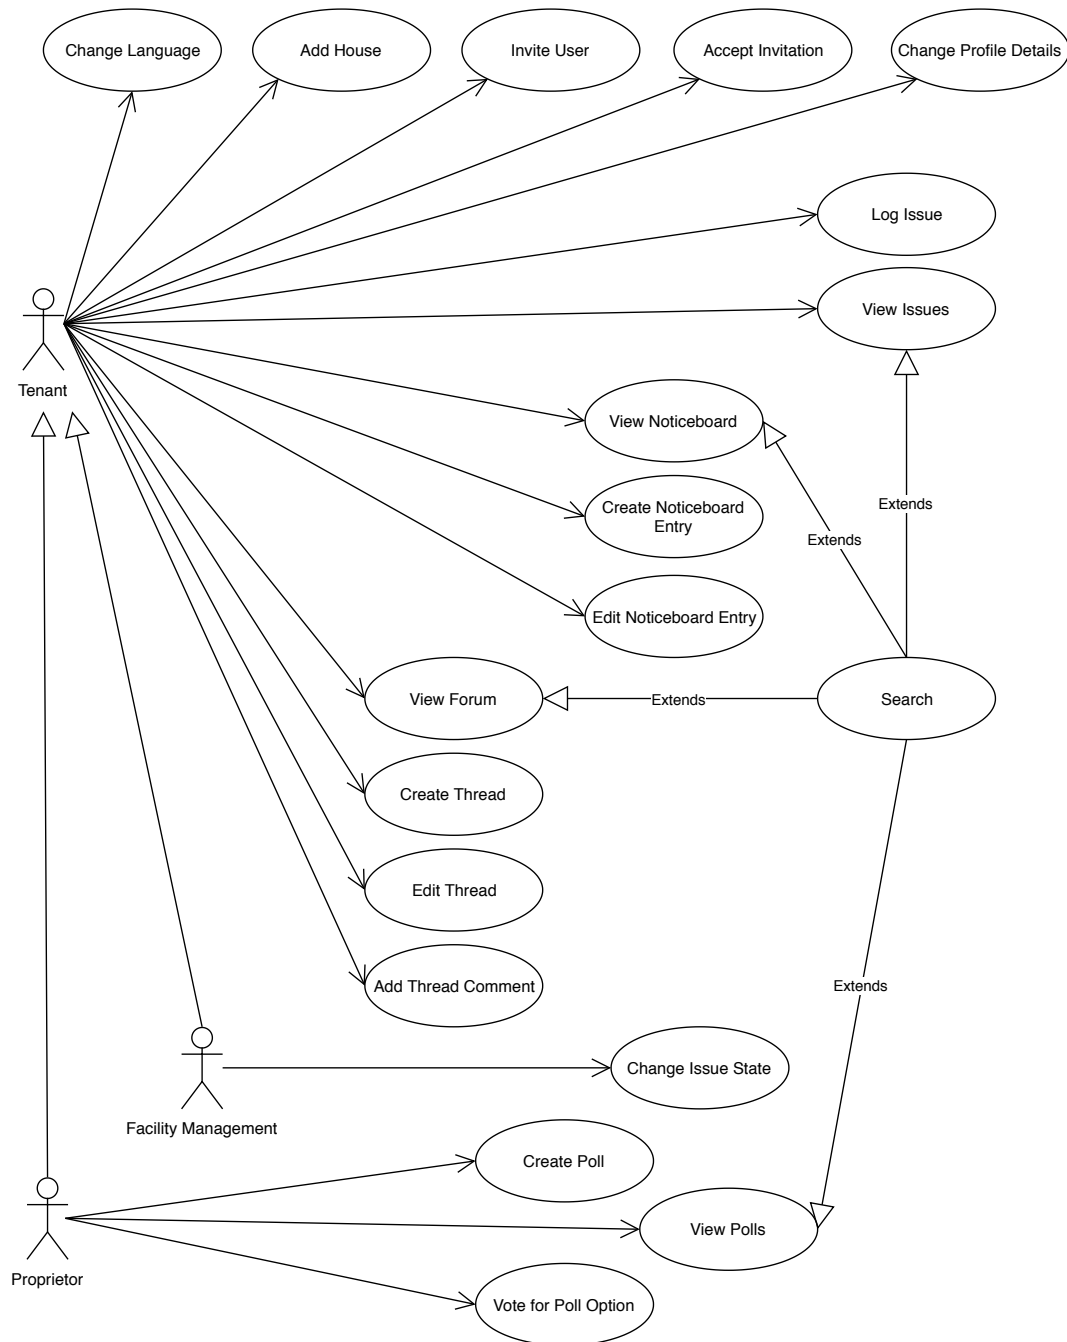 Change Language
Add House
Invite User
Accept Invitation
Change Profile Details
Log Issue
View Issues
Tenant
View Noticeboard
Extends
Create Noticeboard
Entry
Extends
Edit Noticeboard Entry
View Forum
Extends
Search
Create Thread
Edit Thread
Add Thread Comment
Extends
Change Issue State
Facility Management
Create Poll
View Polls
Proprietor
Vote for Poll Option